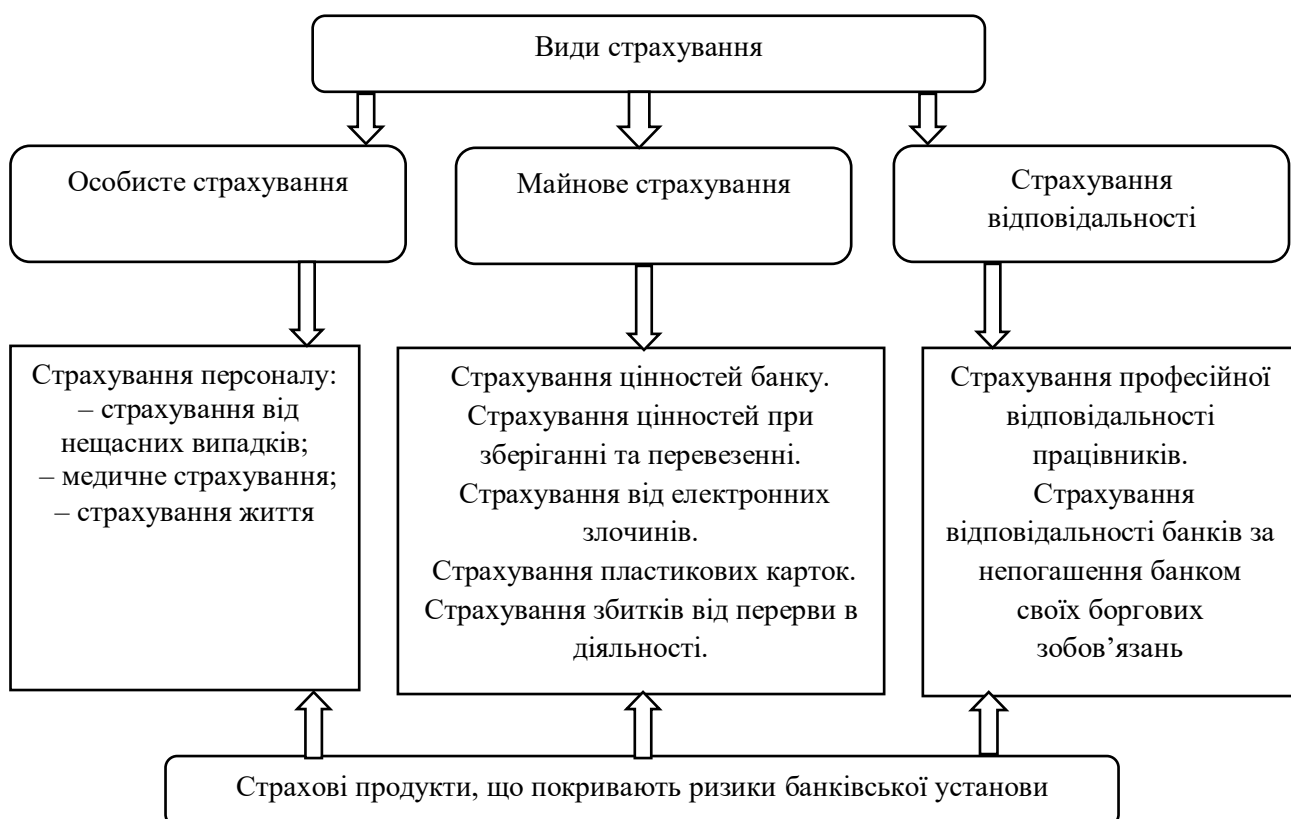 Види страхування
Особисте страхування
Майнове страхування
Страхування
відповідальності
Страхування персоналу:
– страхування від
нещасних випадків;
– медичне страхування;
– страхування життя
Страхування цінностей банку.
Страхування цінностей при
зберіганні та перевезенні.
Страхування від електронних
злочинів.
Страхування пластикових карток.
Страхування збитків від перерви в
діяльності.
Страхування професійної
відповідальності
працівників.
Страхування
відповідальності банків за
непогашення банком
своїх боргових
зобов’язань
Страхові продукти, що покривають ризики банківської установи